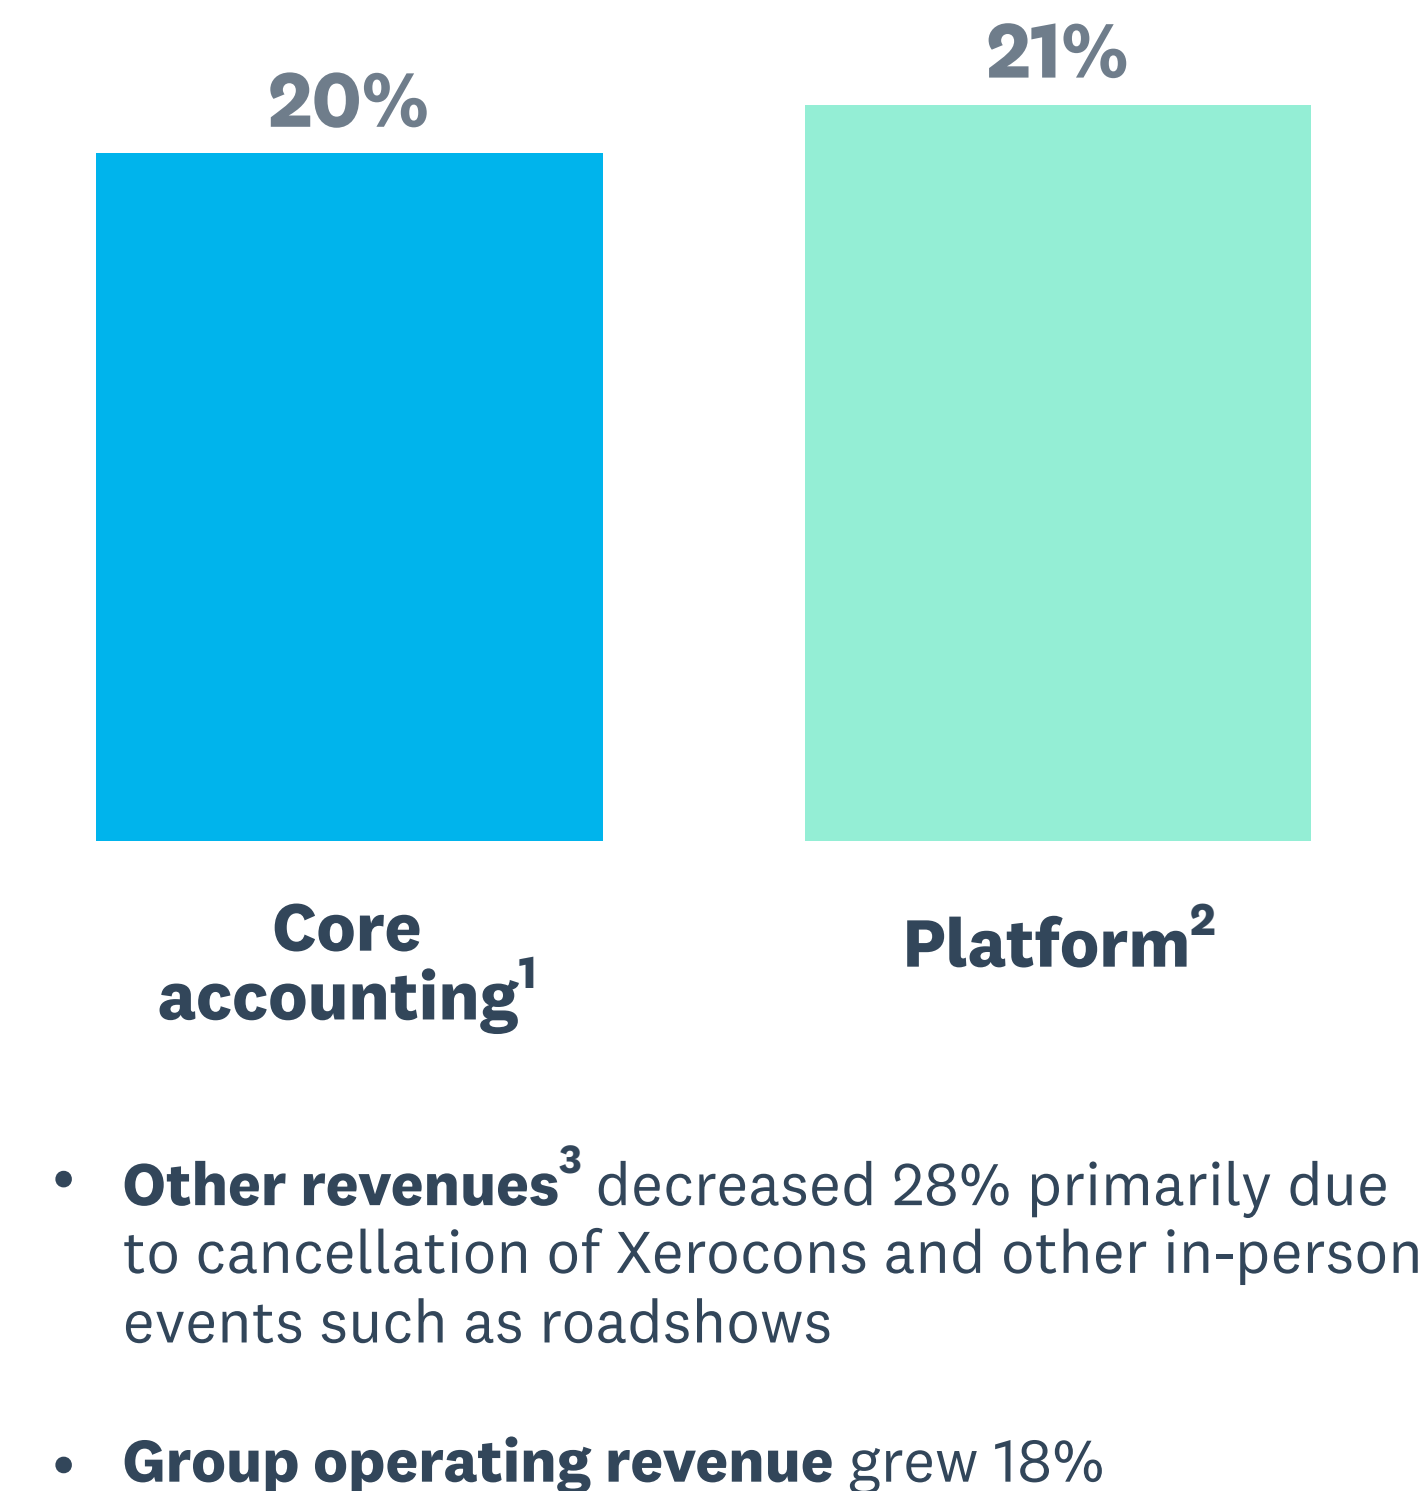 20%
21%
Core
accounting¹
Platform²
• Other revenues³ decreased 28% primarily due
to cancellation of Xerocons and other in-person
events such as roadshows
• Group operating revenue grew 18%